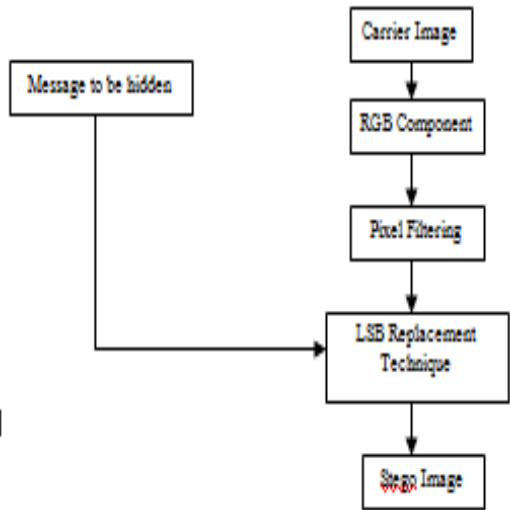 Carrier Image
Message to be hidden
RGB Component
Pixel Filtering
LSB Replacement
Technique
Stego Image